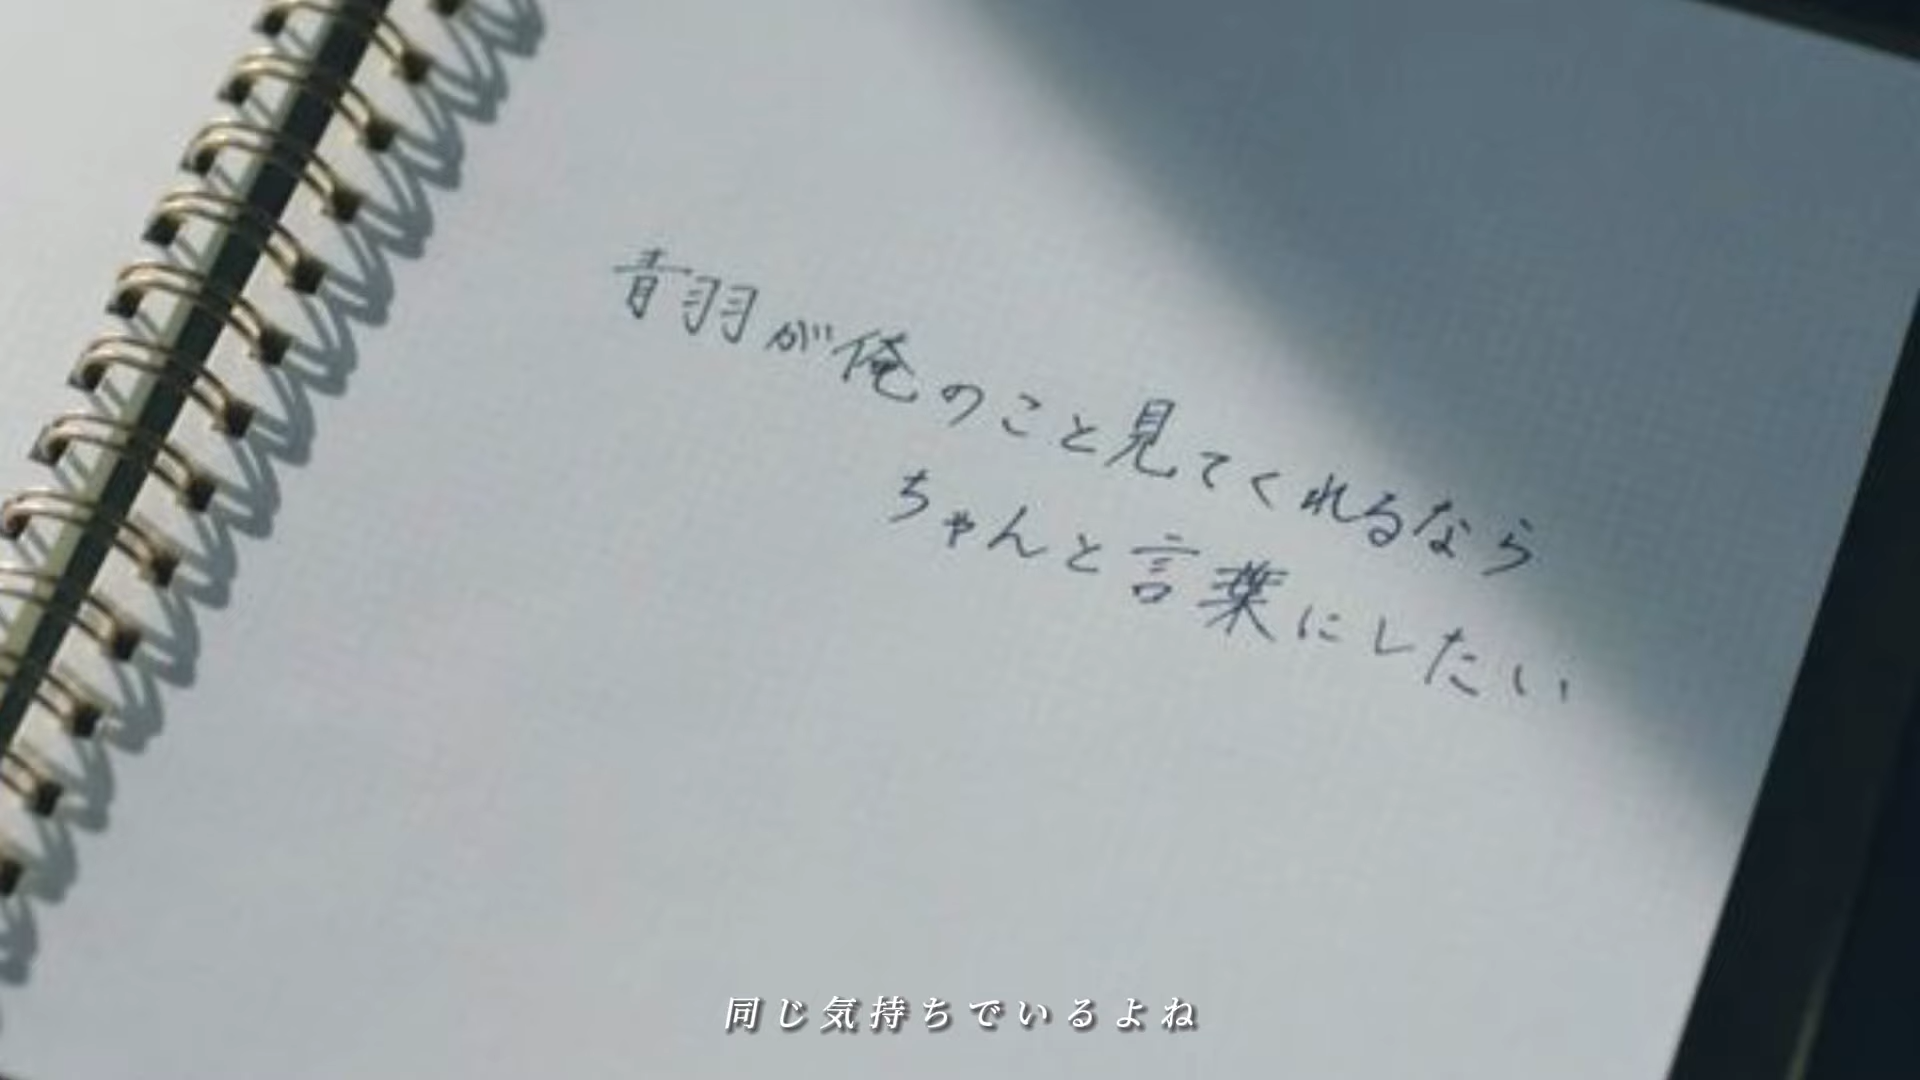 青羽が俺のこと見てくれるなら
ちゃんと言葉にしたい
同じ気持ちでいるよね